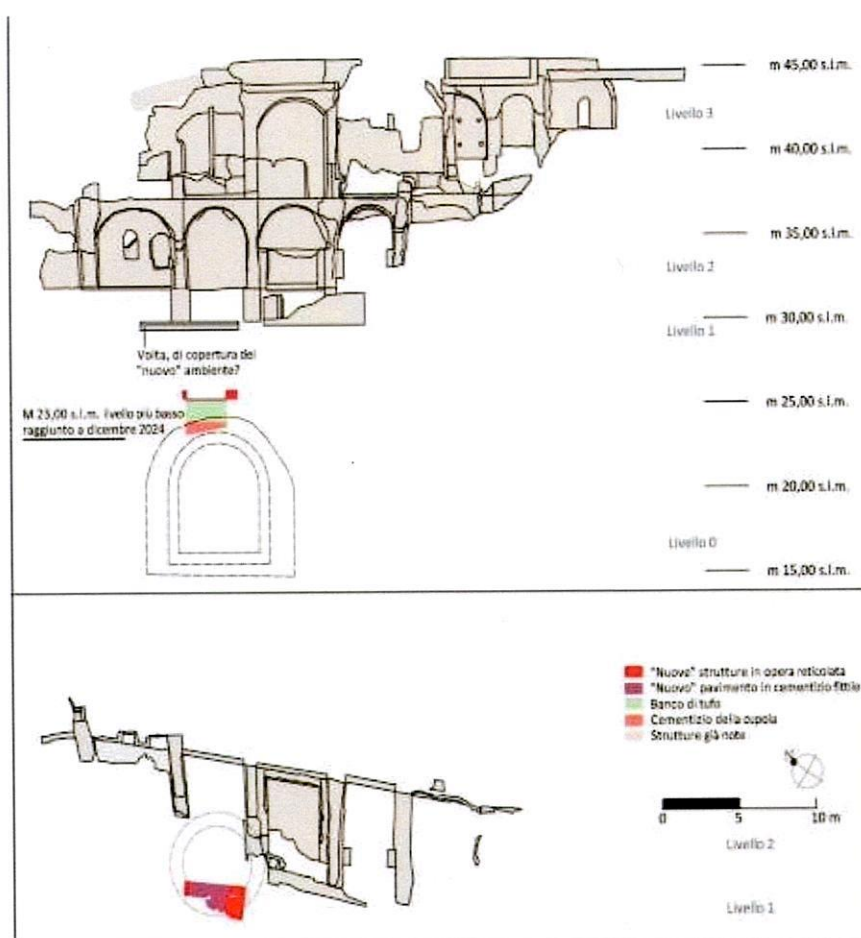 m 45,00 s.l.m.
Livello 3
m 40,00 s.l.m.
m 35,00 s.l.m.
Livello 2
m 30,00 s.l.m.
Livello 1
Volta, di copertura del
"nuovo" ambiente?
m 25,00 s.l.m.
M 23,00 s.l.m. livello più basso
raggiunto a dicembre 2024
m 20,00 s.l.m.
Livello 0
m 15,00 s.l.m.
"Nuove" strutture in opera reticolata
"Nuovo" pavimento in cementizio fittile
Banco di tufo
Cementizio della cupola
Strutture già note
N
0 5 10 m
Livello 2
Livello 1